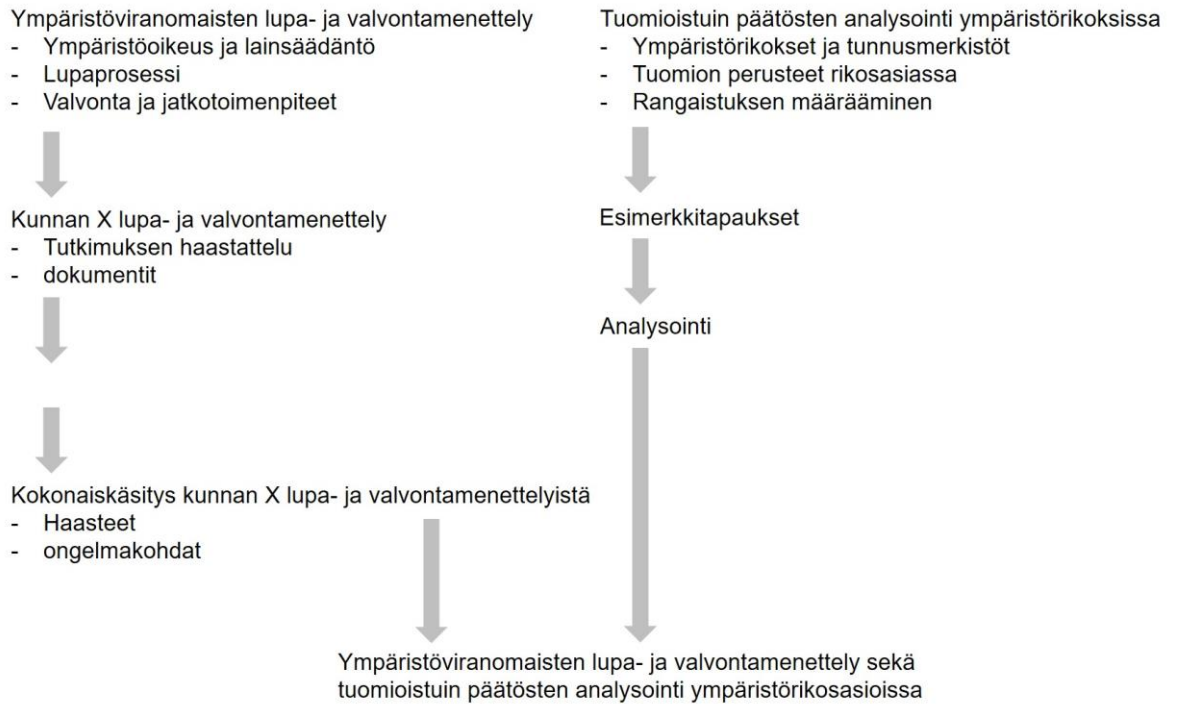 Ympäristöviranomaisten lupa- ja valvontamenettely
- Ympäristöoikeus ja lainsäädäntö
- Lupaprosessi
- Valvonta ja jatkotoimenpiteet
Kunnan X lupa- ja valvontamenettely
- Tutkimuksen haastattelu
- dokumentit
Kokonaiskäsitys kunnan X lupa- ja valvontamenettelyistä
- Haasteet
- ongelmakohdat
Tuomioistuin päätösten analysointi ympäristörikoksissa
- Ympäristörikokset ja tunnusmerkistöt
- Tuomion perusteet rikosasiassa
- Rangaistuksen määrääminen
Esimerkkitapaukset
Analysointi
Ympäristöviranomaisten lupa- ja valvontamenettely sekä
tuomioistuin päätösten analysointi ympäristörikosasioissa